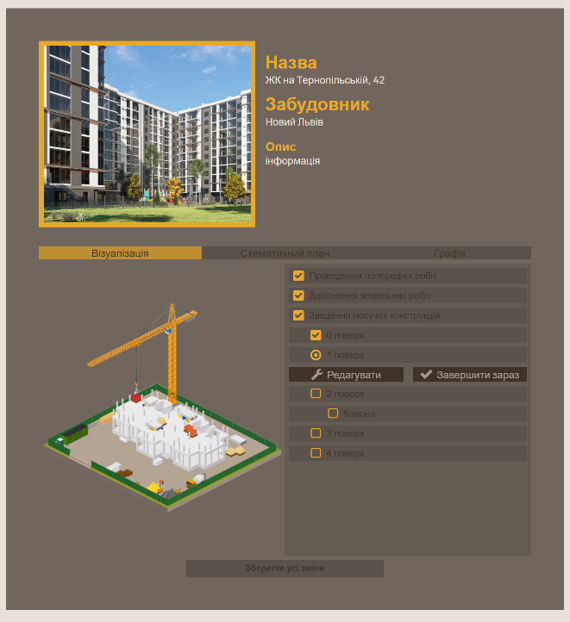 Назва
ЖК на Тернопільській, 42
Забудовник
Новий Львів
Опис
інформація
Візуалізація Схематичний план Графік
Проведення попередніх робіт
Здійснення земельних робіт
Зведення несучих конструкцій
0 поверх
1 поверх
Редагувати Завершити зараз
2 поверх
Колони
3 поверх
4 поверх
Зберегти усі зміни